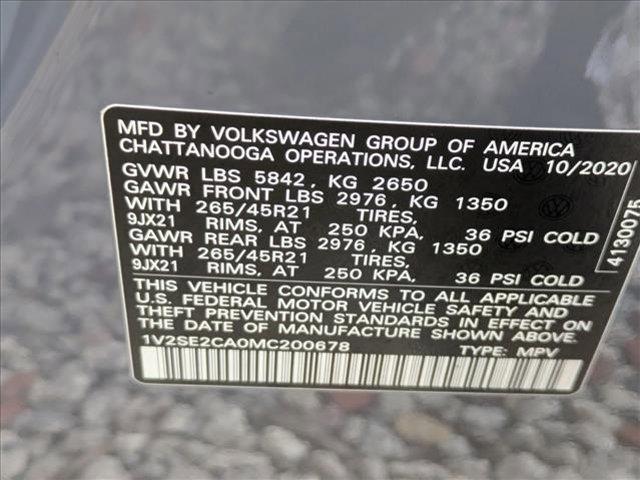 MFD BY VOLKSWAGEN GROUP OF AMERICA
CHATTANOOGA OPERATIONS, LLC. USA 10/2020
GVWR LBS 5842, KG 2650
GAWR FRONT LBS 2976, KG 1350
WITH 265/45R21 TIRES,
9JX21 RIMS, AT 250 KPA, 36 PSI COLD
GAWR REAR LBS 2976, KG 1350
WITH 265/45R21 TIRES,
9JX21 RIMS, AT 250 KPA, 36 PSI COLD
THIS VEHICLE CONFORMS TO ALL APPLICABLE
U.S. FEDERAL MOTOR VEHICLE SAFETY AND
THEFT PREVENTION STANDARDS IN EFFECT ON
THE DATE OF MANUFACTURE SHOWN ABOVE.
1V2SE2CA0MC200678 TYPE: MPV
4130075